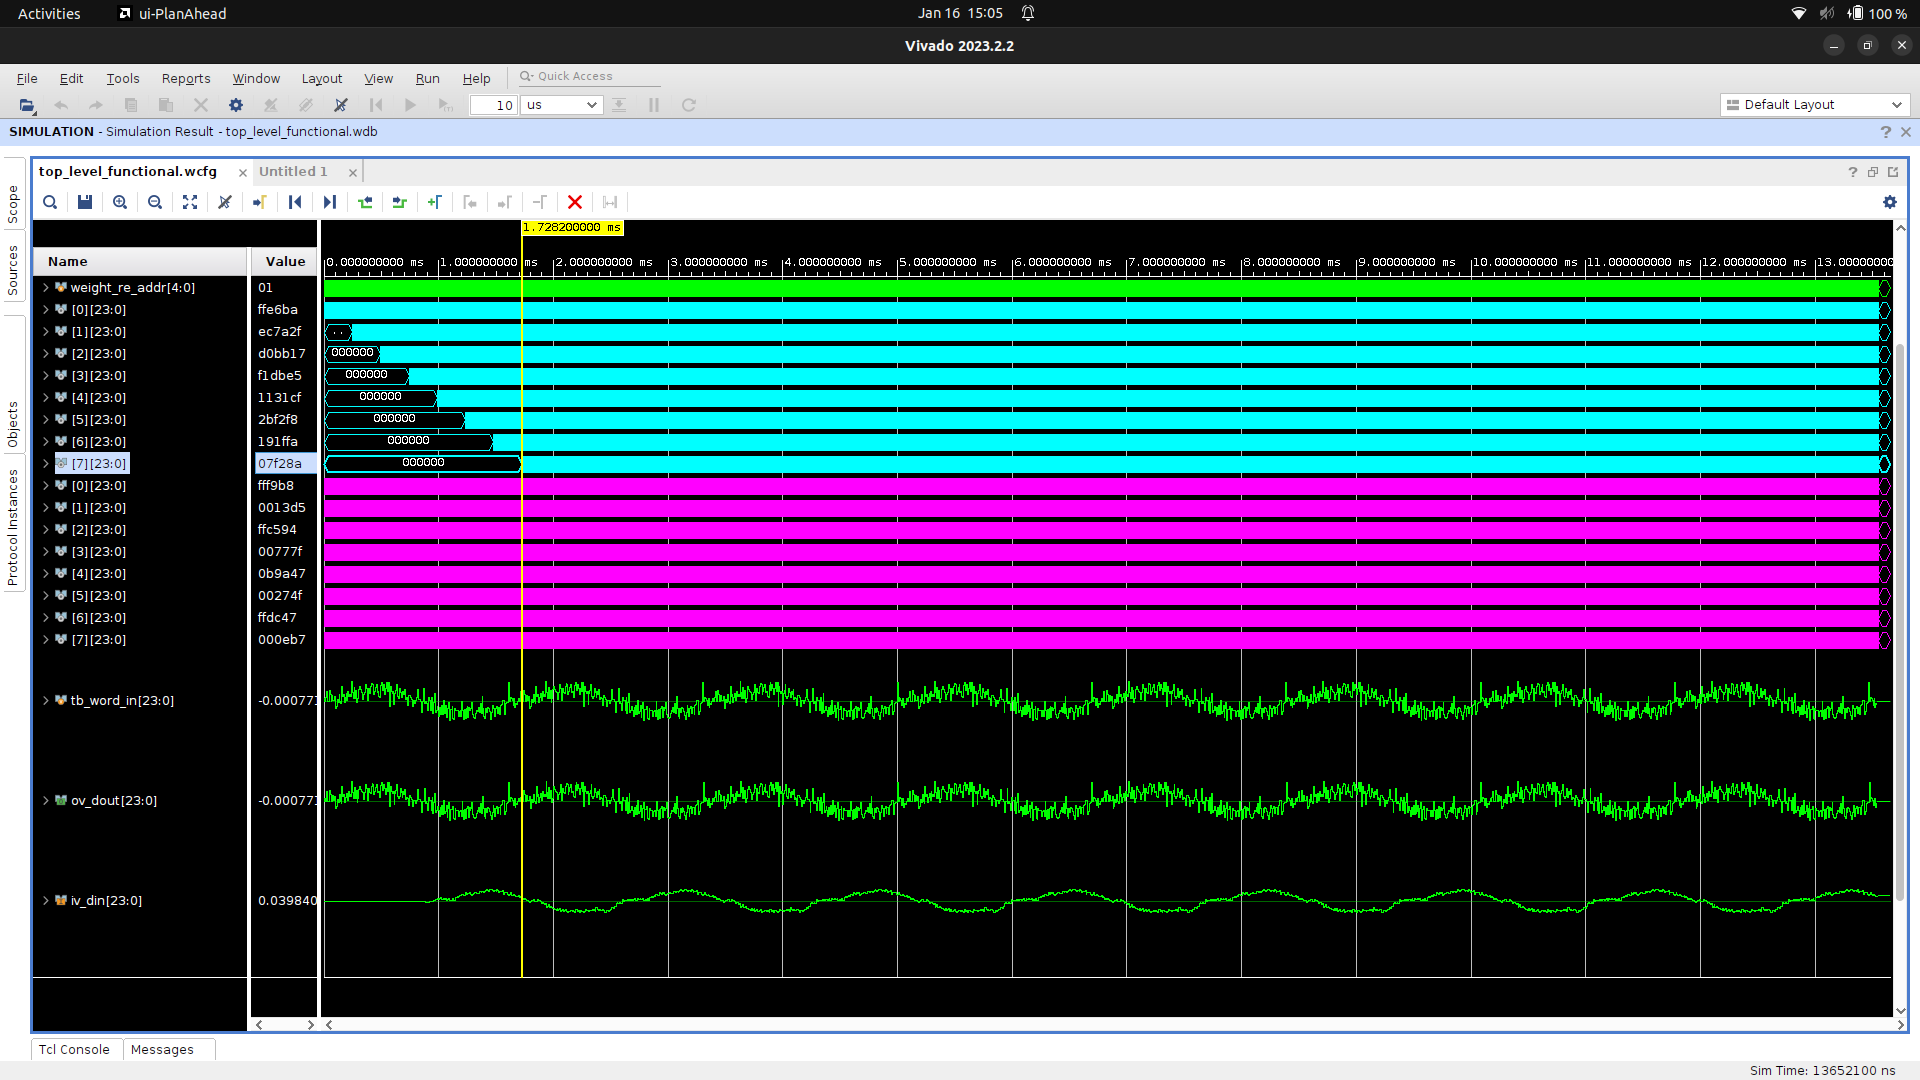 Activities ui-PlanAhead Jan 16 15:05 100 %
Vivado 2023.2.2
File Edit Tools Reports Window Layout View Run Help Quick Access
10 us Default Layout
SIMULATION - Simulation Result - top_level_functional.wdb
top_level_functional.wcfg Untitled 1
Scope
Sources
Objects
Protocol Instances
1.728200000 ms
Name Value 0.000000000 ms 1.000000000 ms 2.000000000 ms 3.000000000 ms 4.000000000 ms 5.000000000 ms 6.000000000 ms 7.000000000 ms 8.000000000 ms 9.000000000 ms 10.000000000 ms 11.000000000 ms 12.000000000 ms 13.00000000
weight_re_addr[4:0] 01
[0][23:0] ffe6ba
[1][23:0] ec7a2f ..
[2][23:0] d0bb17 000000
[3][23:0] f1dbe5 000000
[4][23:0] 1131cf 000000
[5][23:0] 2bf2f8 000000
[6][23:0] 191ffa 000000
[7][23:0] 07f28a 000000
[0][23:0] fff9b8
[1][23:0] 0013d5
[2][23:0] ffc594
[3][23:0] 00777f
[4][23:0] 0b9a47
[5][23:0] 00274f
[6][23:0] ffdc47
[7][23:0] 000eb7
tb_word_in[23:0] -0.000771
ov_dout[23:0] -0.000771
iv_din[23:0] 0.039840
Tcl Console Messages
Sim Time: 13652100 ns